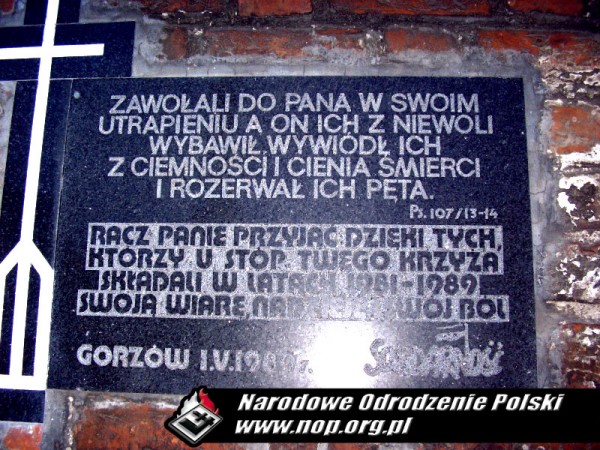 ZAWOŁALI DO PANA W SWOIM
UTRAPIENIU A ON ICH Z NIEWOLI
WYBAWIŁ. WYWIÓDŁ ICH
Z CIEMNOŚCI I CIENIA ŚMIERCI
I ROZERWAŁ ICH PĘTA.
Ps. 107/13-14
RACZ PANIE PRZYJĄĆ DZIĘKI TYCH,
KTÓRZY U STÓP TWEGO KRZYŻA
SKŁADALI W LATACH 1981-1989
SWOJĄ WIARĘ, SWÓJ BÓL
GORZÓW 1.V.19 r. Solidarność
Narodowe Odrodzenie Polski
www.nop.org.pl